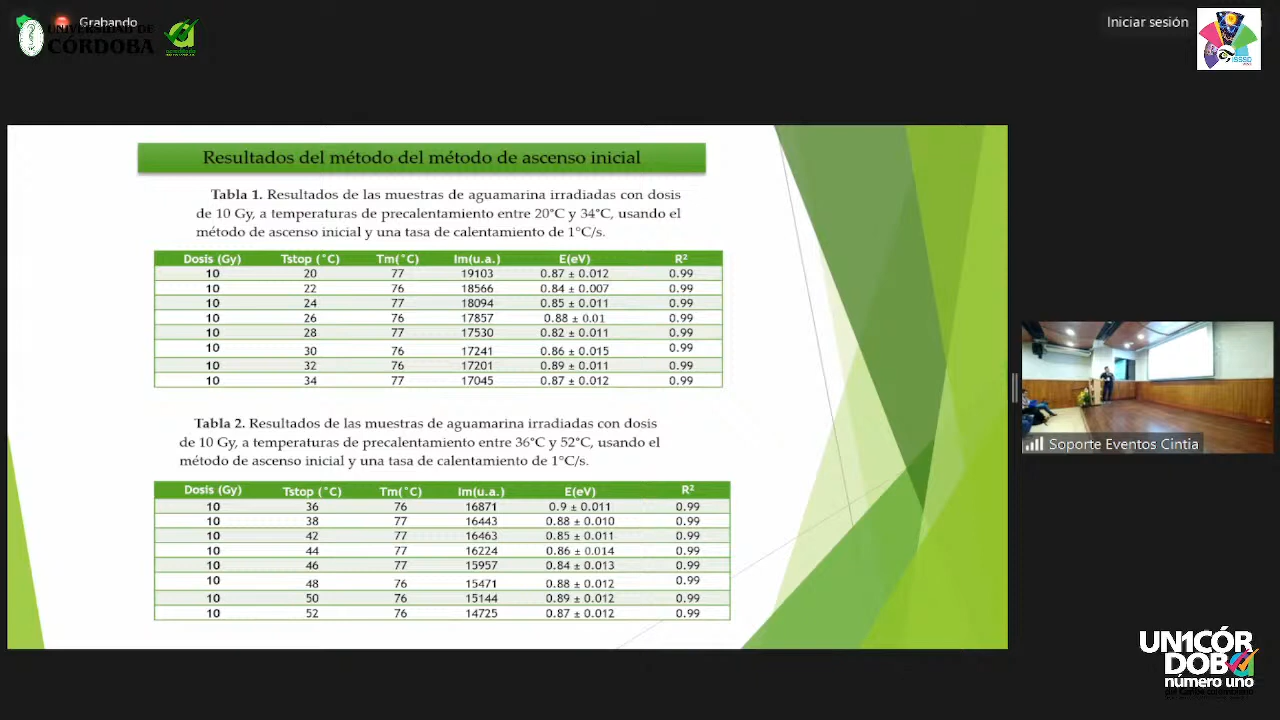 Grabando
UNIVERSIDAD DE
CÓRDOBA
Iniciar sesión
Resultados del método del método de ascenso inicial
Tabla 1. Resultados de las muestras de aguamarina irradiadas con dosis
de 10 Gy, a temperaturas de precalentamiento entre 20°C y 34°C, usando el
método de ascenso inicial y una tasa de calentamiento de 1°C/s.
Dosis (Gy) Tstop (°C) Tm(°C) Im(u.a.) E(eV) R²
10 20 77 19103 0.87 ± 0.012 0.99
10 22 76 18566 0.84 ± 0.007 0.99
10 24 77 18094 0.85 ± 0.011 0.99
10 26 76 17857 0.88 ± 0.01 0.99
10 28 77 17530 0.82 ± 0.011 0.99
10 30 76 17241 0.86 ± 0.015 0.99
10 32 76 17201 0.89 ± 0.011 0.99
10 34 77 17045 0.87 ± 0.012 0.99
Tabla 2. Resultados de las muestras de aguamarina irradiadas con dosis
de 10 Gy, a temperaturas de precalentamiento entre 36°C y 52°C, usando el
método de ascenso inicial y una tasa de calentamiento de 1°C/s.
Dosis (Gy) Tstop (°C) Tm(°C) Im(u.a.) E(eV) R²
10 36 76 16871 0.9 ± 0.011 0.99
10 38 77 16443 0.88 ± 0.010 0.99
10 42 77 16463 0.85 ± 0.011 0.99
10 44 77 16224 0.86 ± 0.014 0.99
10 46 77 15957 0.84 ± 0.013 0.99
10 48 76 15471 0.88 ± 0.012 0.99
10 50 76 15144 0.89 ± 0.012 0.99
10 52 76 14725 0.87 ± 0.012 0.99
Soporte Eventos Cintia
UN1CÓR
DOBA
número uno